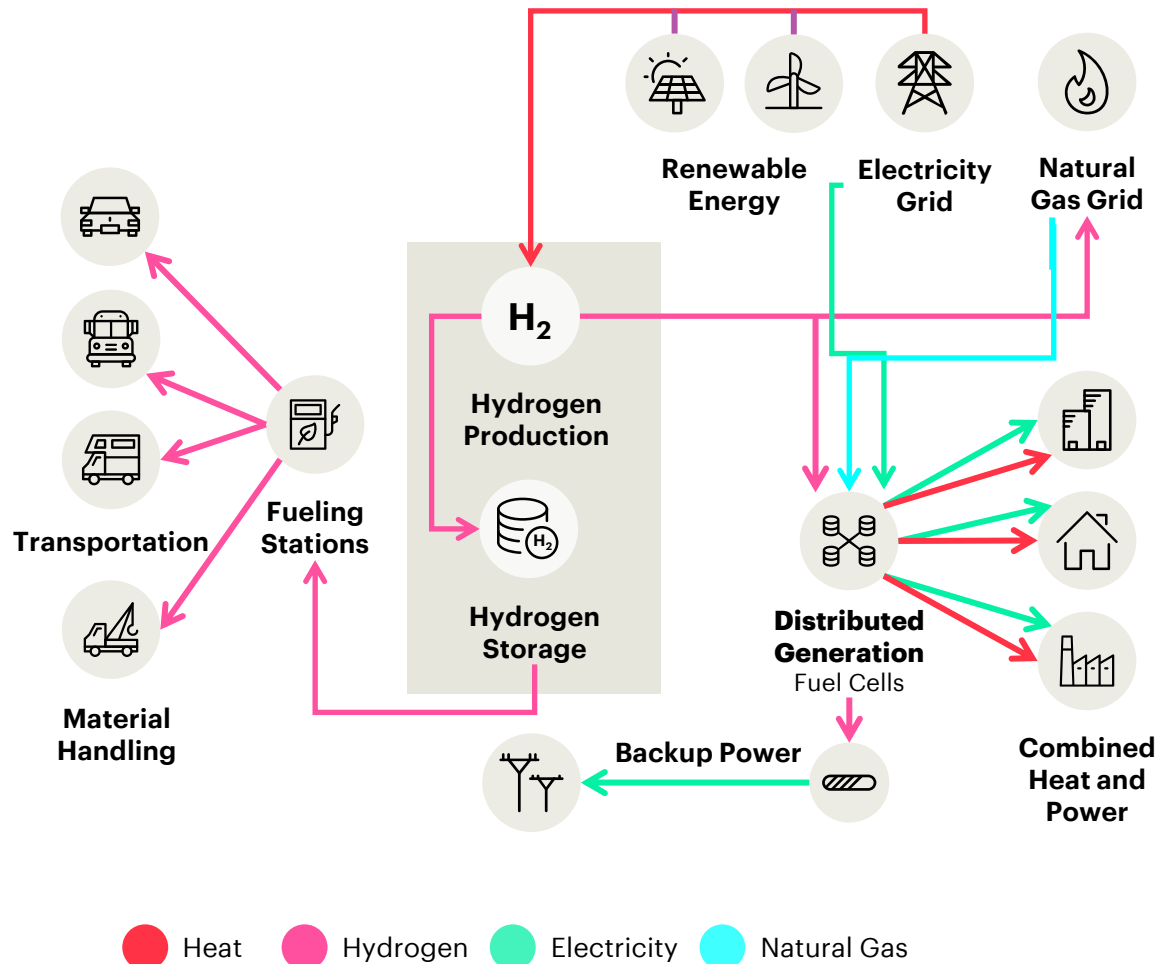 Renewable
Energy
Electricity
Grid
Natural
Gas Grid
H₂
Hydrogen
Production
H₂
Hydrogen
Storage
Fueling
Stations
Transportation
Material
Handling
Distributed
Generation
Fuel Cells
Backup Power
Combined
Heat and
Power
Heat
Hydrogen
Electricity
Natural Gas